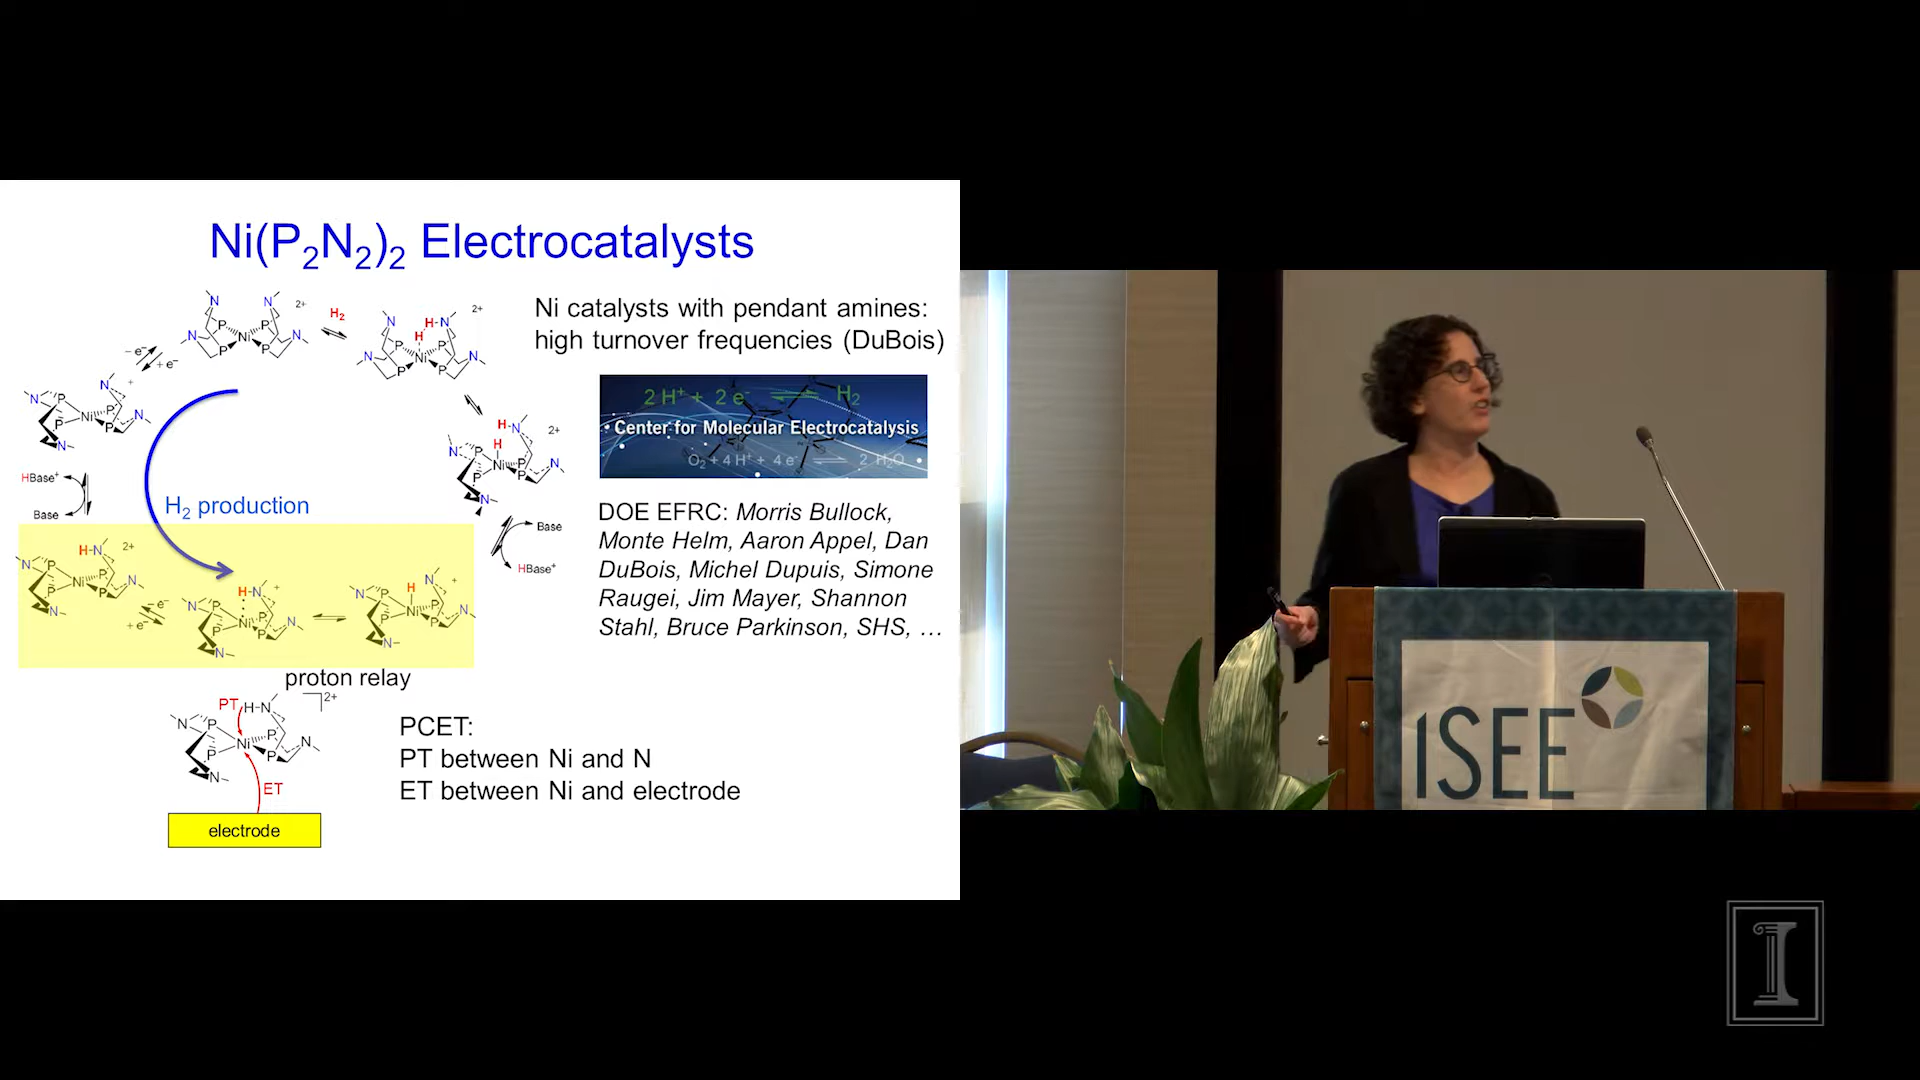 Ni(P2N2)2 Electrocatalysts
Ni catalysts with pendant amines:
high turnover frequencies (DuBois)
2 H+ + 2 e- ⇌ H2
Center for Molecular Electrocatalysis
O2 + 4 H+ + 4 e- ⇌ 2 H2O
DOE EFRC: Morris Bullock,
Monte Helm, Aaron Appel, Dan
DuBois, Michel Dupuis, Simone
Raugei, Jim Mayer, Shannon
Stahl, Bruce Parkinson, SHS, …
H2
− e−
+ e−
HBase+
Base
H2 production
Base
HBase+
− e−
+ e−
proton relay
PT
ET
electrode
PCET:
PT between Ni and N
ET between Ni and electrode
ISEE
I